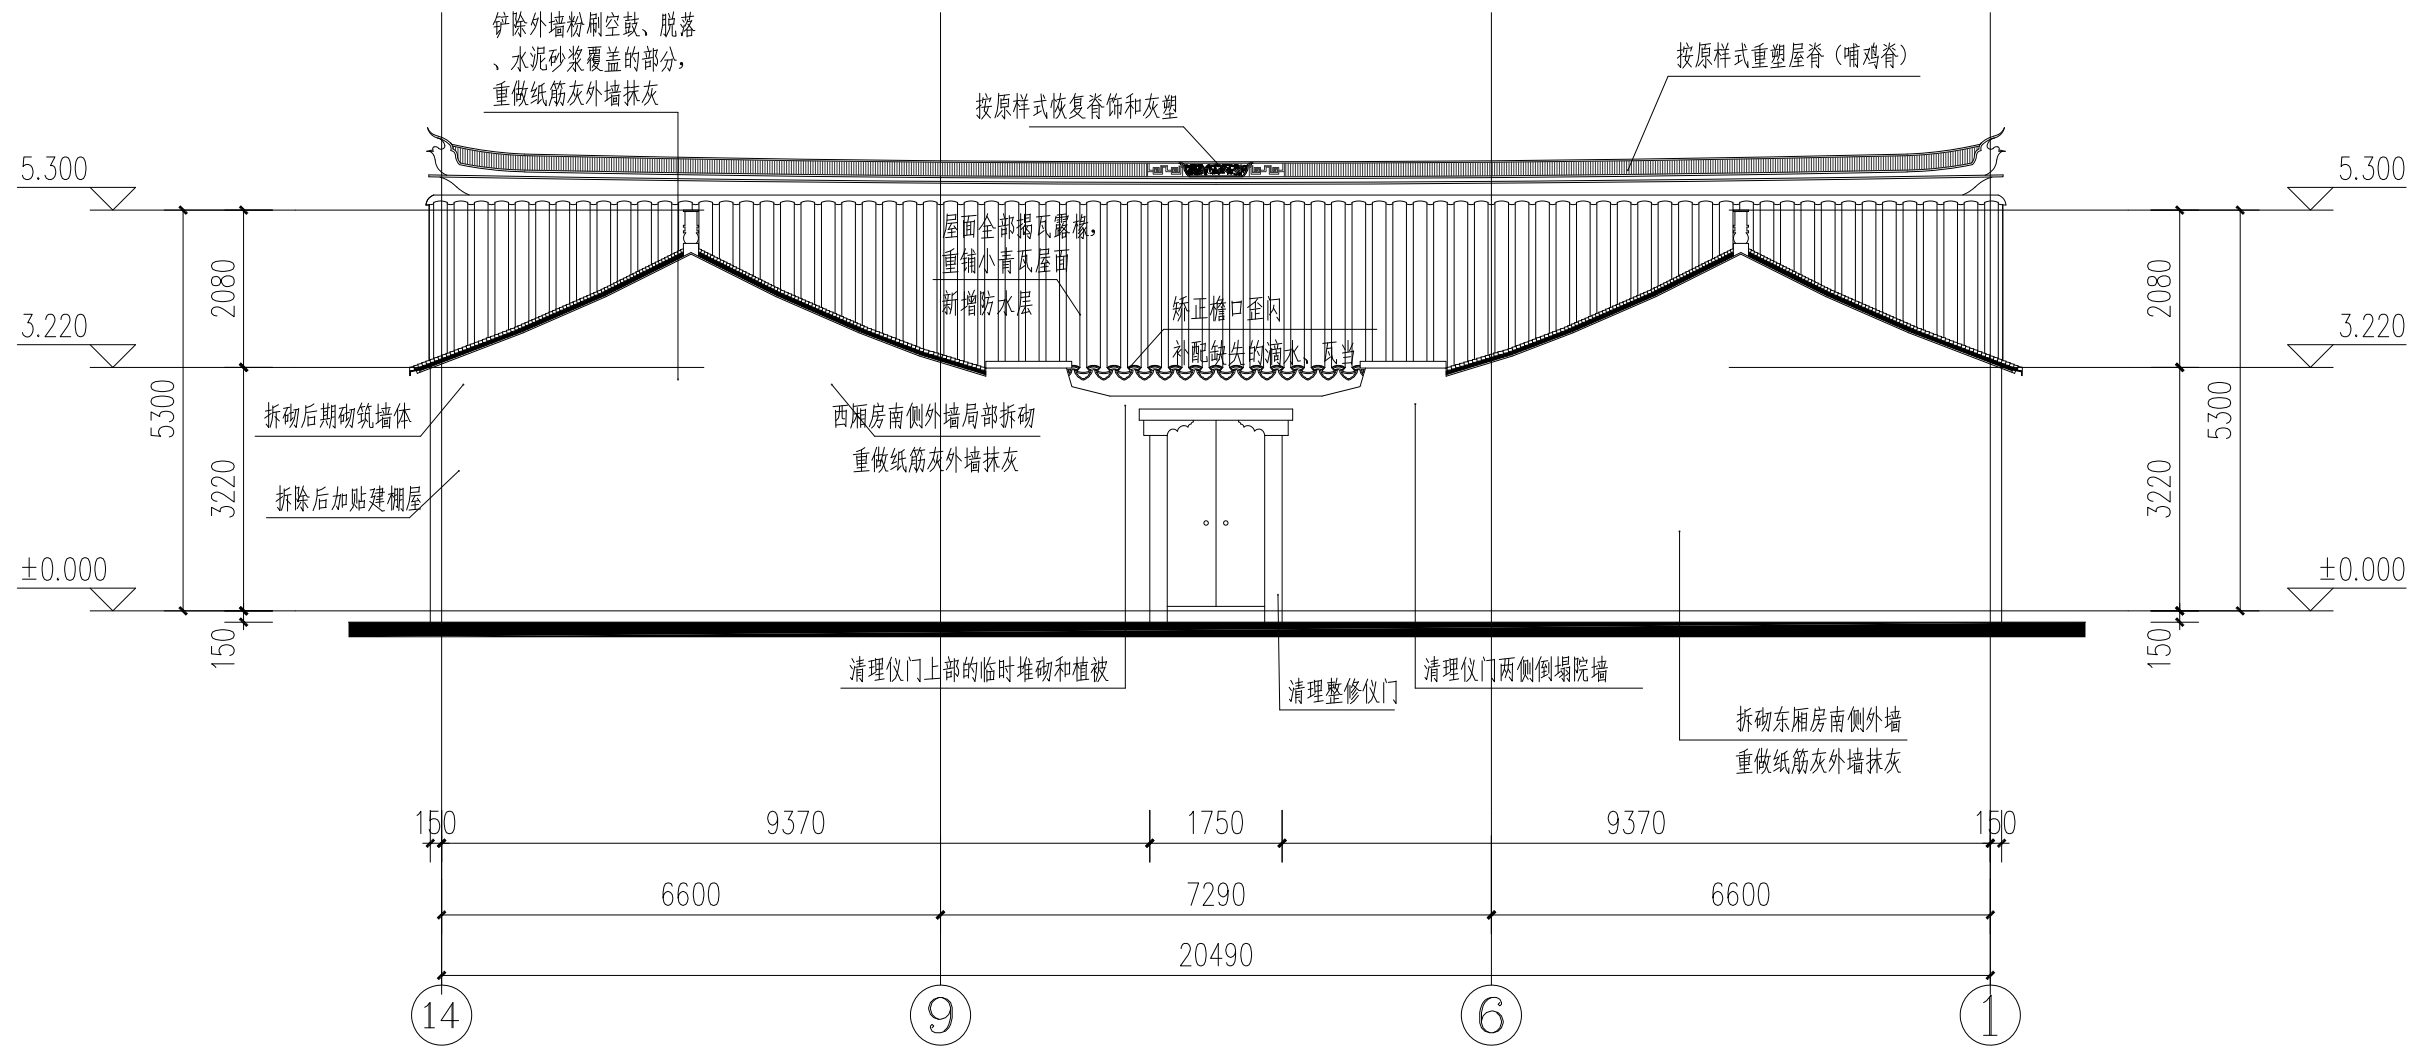 铲除外墙粉刷空鼓、脱落
、水泥砂浆覆盖的部分，
重做纸筋灰外墙抹灰
按原样式恢复脊饰和灰塑
按原样式重塑屋脊（哺鸡脊）
5.300
5.300
屋面全部揭瓦露椽，
重铺小青瓦屋面
新增防水层
2080
2080
矫正檐口歪闪
补配缺失的滴水、瓦当
3.220
3.220
5300
5300
拆砌后期砌筑墙体
西厢房南侧外墙局部拆砌
重做纸筋灰外墙抹灰
3220
3220
拆除后加贴建棚屋
±0.000
±0.000
150
150
清理仪门上部的临时堆砌和植被
清理整修仪门
清理仪门两侧倒塌院墙
拆砌东厢房南侧外墙
重做纸筋灰外墙抹灰
150 9370 1750 9370 150
6600 7290 6600
20490
14 9 6 1